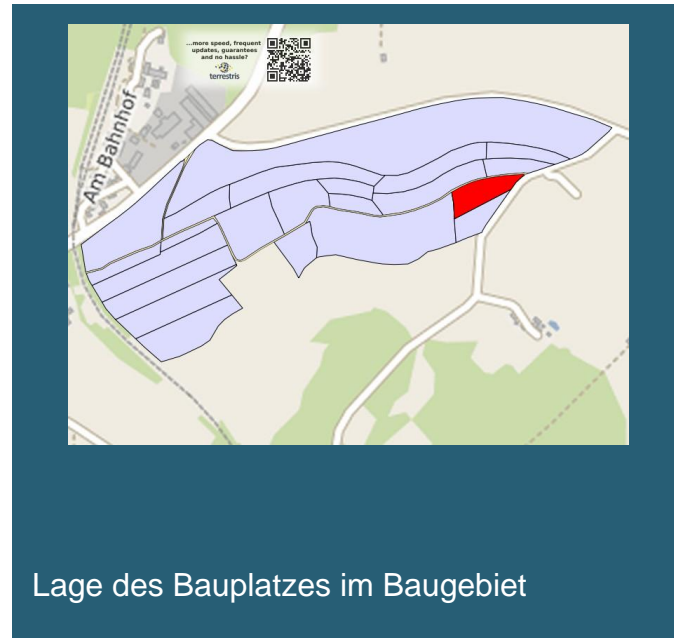 ...more speed, frequent
updates, guarantees
and no hassle?
terrestris
Am Bahnhof
Lage des Bauplatzes im Baugebiet